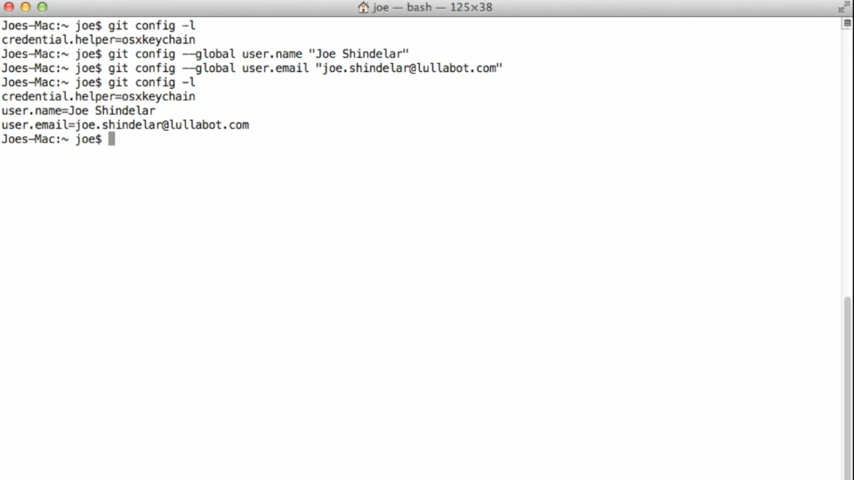 joe — bash — 125×38
Joes-Mac:~ joe$ git config -l
credential.helper=osxkeychain
Joes-Mac:~ joe$ git config --global user.name "Joe Shindelar"
Joes-Mac:~ joe$ git config --global user.email "joe.shindelar@lullabot.com"
Joes-Mac:~ joe$ git config -l
credential.helper=osxkeychain
user.name=Joe Shindelar
user.email=joe.shindelar@lullabot.com
Joes-Mac:~ joe$